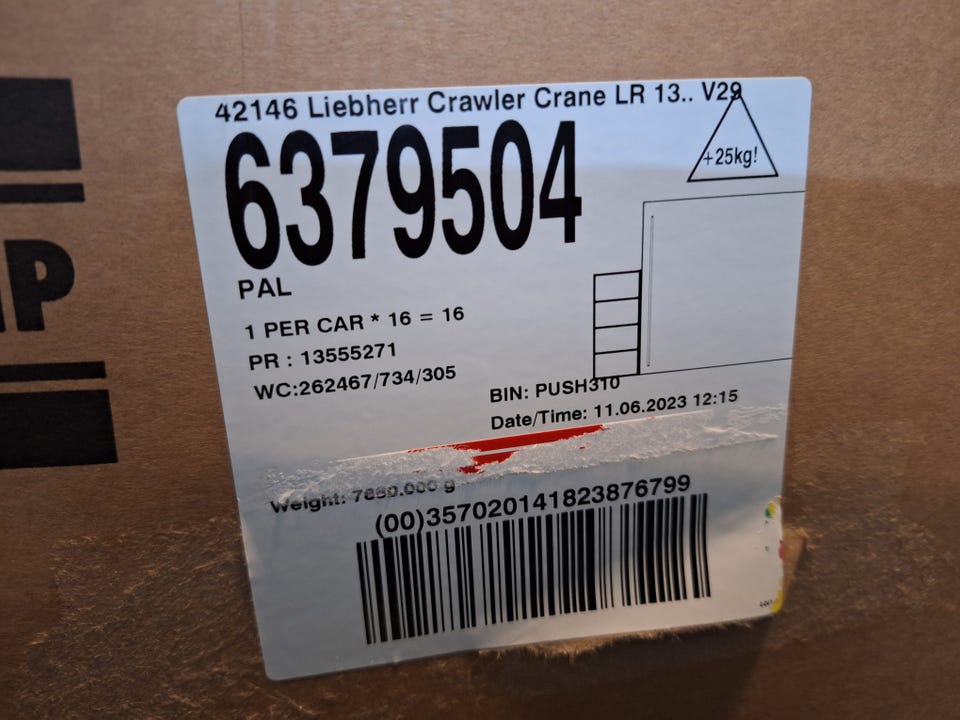 42146 Liebherr Crawler Crane LR 13.. V29
+25kg!
6379504
PAL
1 PER CAR * 16 = 16
PR : 13555271
WC:262467/734/305
BIN: PUSH310
Date/Time: 11.06.2023 12:15
Weight: g
(00)357020141823876799